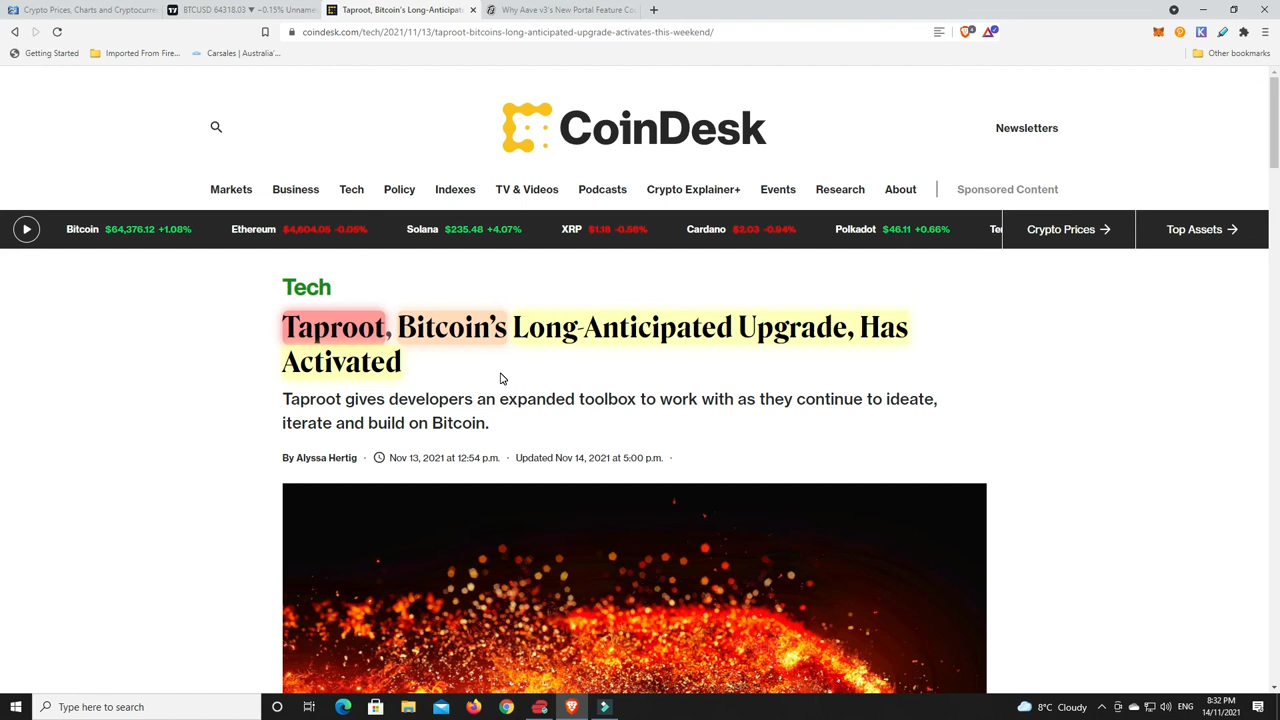 Crypto Prices, Charts and Cryptocurre
BTCUSD 64318.03 ▼ −0.15% Unname
Taproot, Bitcoin's Long-Anticipat
Why Aave v3's New Portal Feature Co
coindesk.com/tech/2021/11/13/taproot-bitcoins-long-anticipated-upgrade-activates-this-weekend/
Getting Started
Imported From Fire...
Carsales | Australia'...
Other bookmarks
CoinDesk
Newsletters
Markets Business Tech Policy Indexes TV & Videos Podcasts Crypto Explainer+ Events Research About Sponsored Content
Bitcoin $64,376.12 +1.08% Ethereum $4,604.05 -0.05% Solana $235.48 +4.07% XRP $1.18 -0.56% Cardano $2.03 -0.94% Polkadot $46.11 +0.66% Te Crypto Prices → Top Assets →
Tech
Taproot, Bitcoin's Long-Anticipated Upgrade, Has
Activated
Taproot gives developers an expanded toolbox to work with as they continue to ideate,
iterate and build on Bitcoin.
By Alyssa Hertig · Nov 13, 2021 at 12:54 p.m. · Updated Nov 14, 2021 at 5:00 p.m. ·
Type here to search
8°C Cloudy
ENG
8:32 PM
14/11/2021